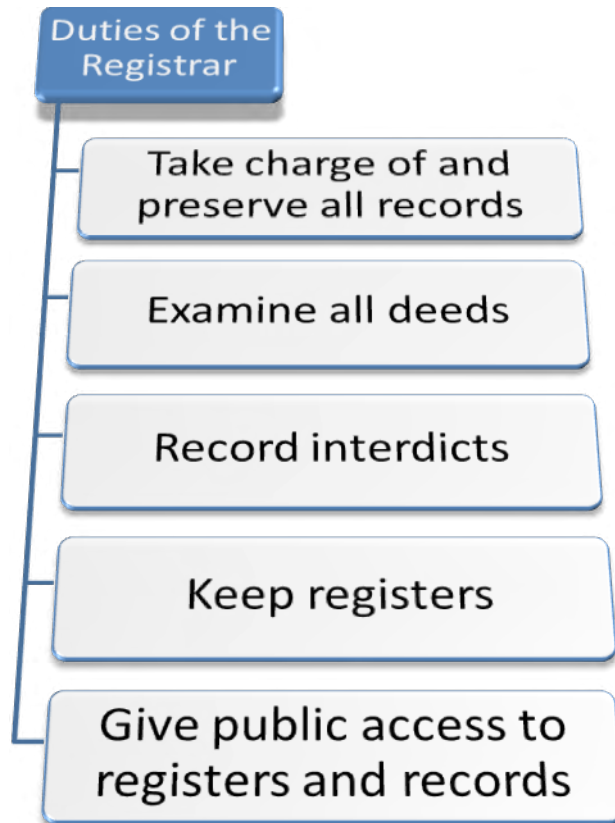 Duties of the
Registrar
Take charge of and
preserve all records
Examine all deeds
Record interdicts
Keep registers
Give public access to
registers and records